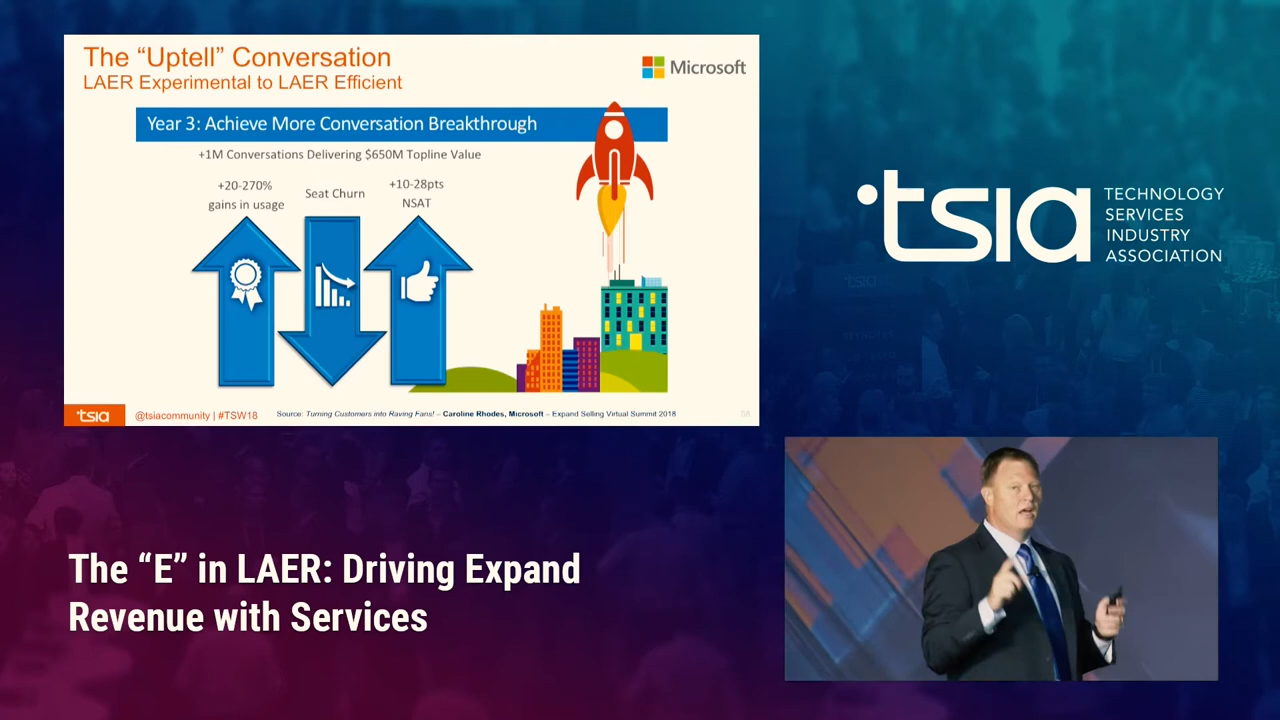 The “Uptell” Conversation
LAER Experimental to LAER Efficient
Microsoft
Year 3: Achieve More Conversation Breakthrough
+1M Conversations Delivering $650M Topline Value
+20-270%
gains in usage
Seat Churn
+10-28pts
NSAT
tsia
@tsiacommunity | #TSW18
Source: Turning Customers into Raving Fans! – Caroline Rhodes, Microsoft – Expand Selling Virtual Summit 2018
58
tsia
TECHNOLOGY
SERVICES
INDUSTRY
ASSOCIATION
The “E” in LAER: Driving Expand
Revenue with Services